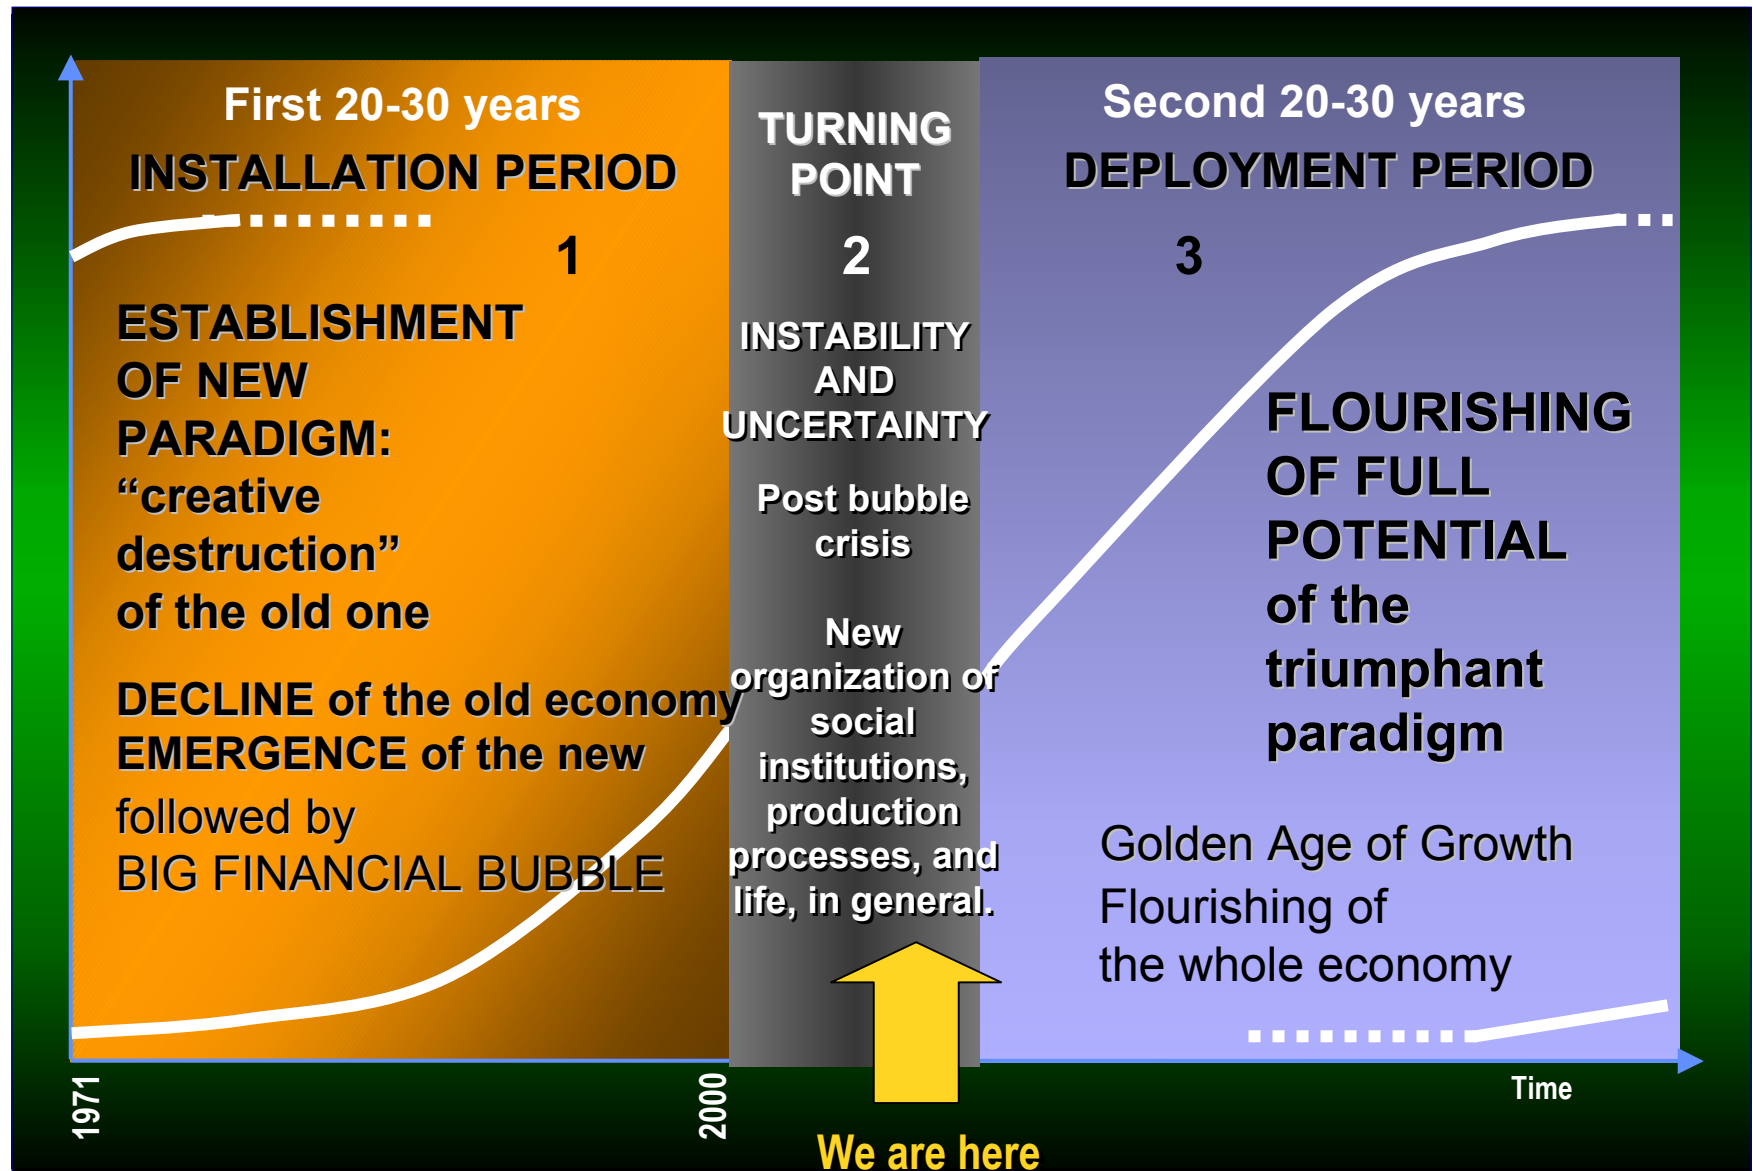 First 20-30 years
INSTALLATION PERIOD
1
ESTABLISHMENT
OF NEW
PARADIGM:
“creative
destruction”
of the old one
DECLINE of the old economy
EMERGENCE of the new
followed by
BIG FINANCIAL BUBBLE
TURNING
POINT
2
INSTABILITY
AND
UNCERTAINTY
Post bubble
crisis
New
organization of
social
institutions,
production
processes, and
life, in general.
Second 20-30 years
DEPLOYMENT PERIOD
3
FLOURISHING
OF FULL
POTENTIAL
of the
triumphant
paradigm
Golden Age of Growth
Flourishing of
the whole economy
1971
2000
Time
We are here